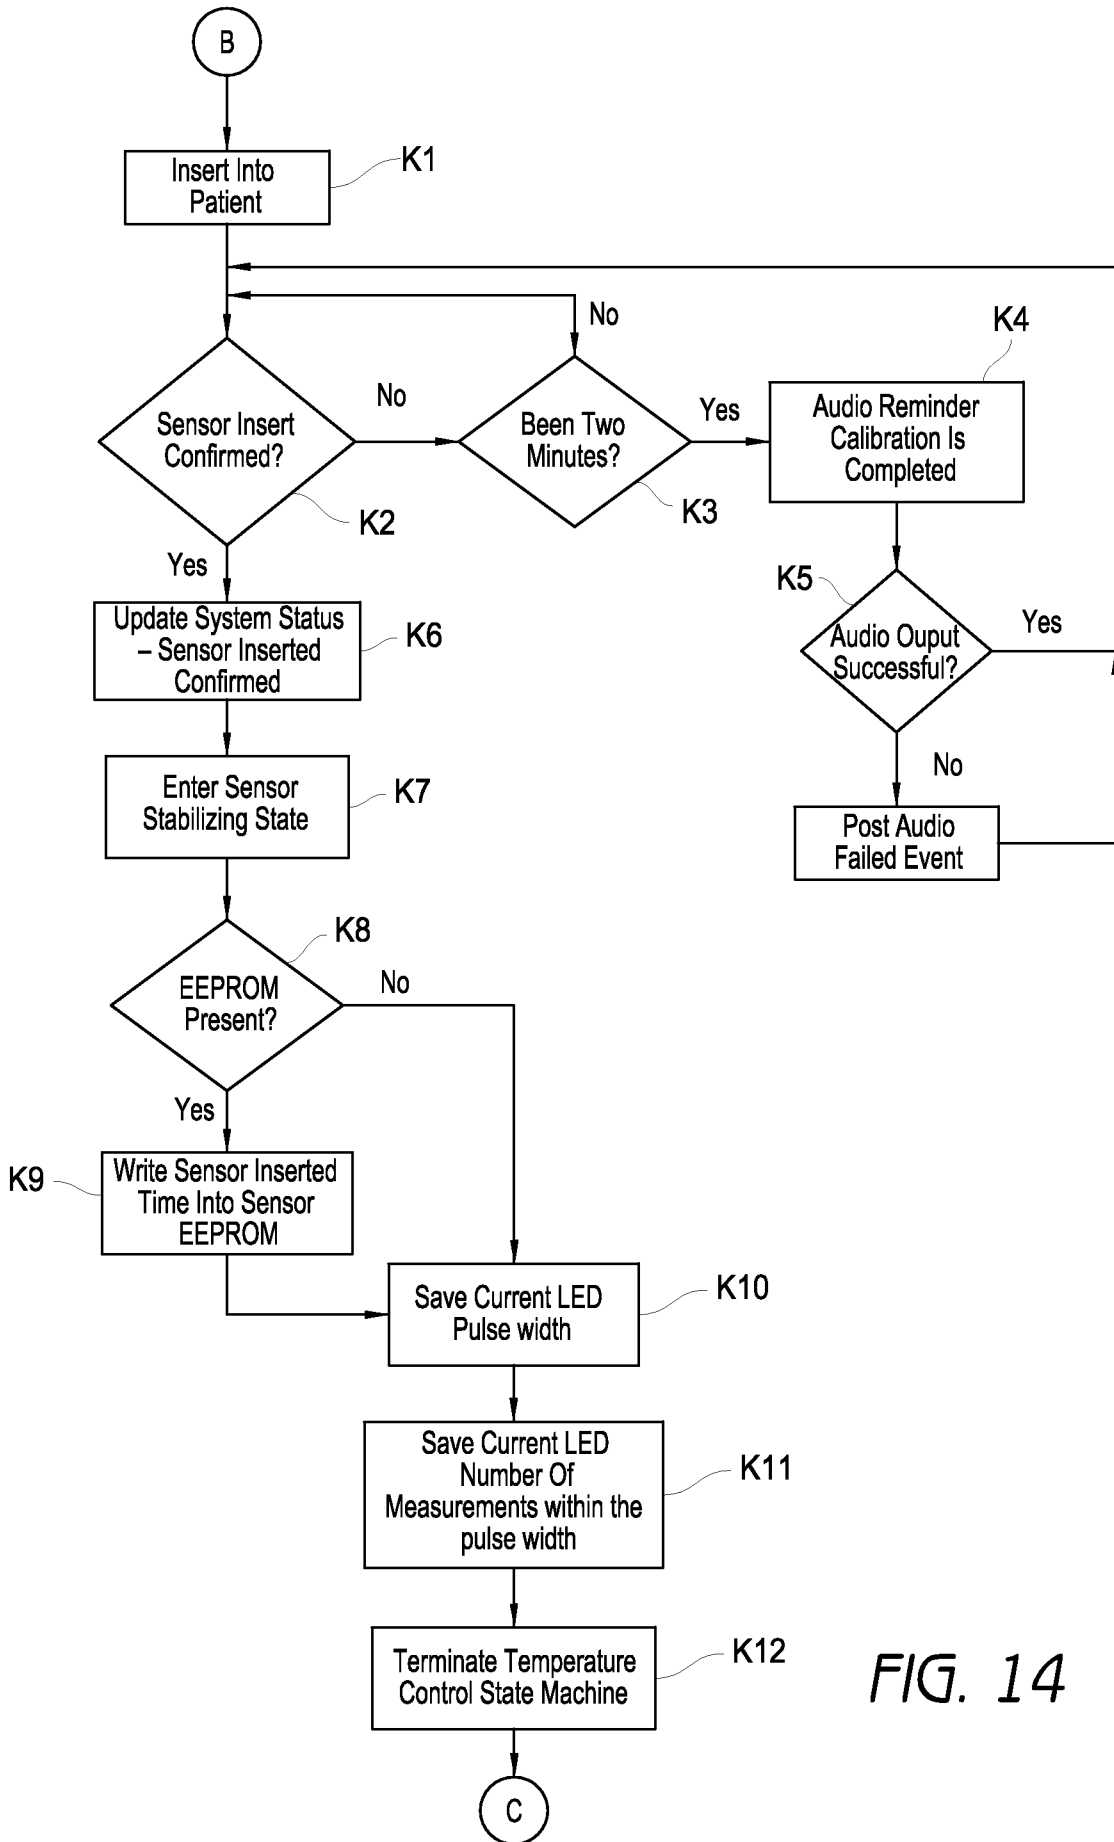 B
Insert Into
Patient
K1
No
K4
Sensor Insert
Confirmed?
No
Been Two
Minutes?
Yes
Audio Reminder
Calibration Is
Completed
K2
K3
Yes
K5
Audio Ouput
Successful?
Yes
Update System Status
– Sensor Inserted
Confirmed
K6
No
Enter Sensor
Stabilizing State
K7
Post Audio
Failed Event
K8
EEPROM
Present?
No
Yes
K9
Write Sensor Inserted
Time Into Sensor
EEPROM
Save Current LED
Pulse width
K10
Save Current LED
Number Of
Measurements within the
pulse width
K11
Terminate Temperature
Control State Machine
K12
FIG. 14
C